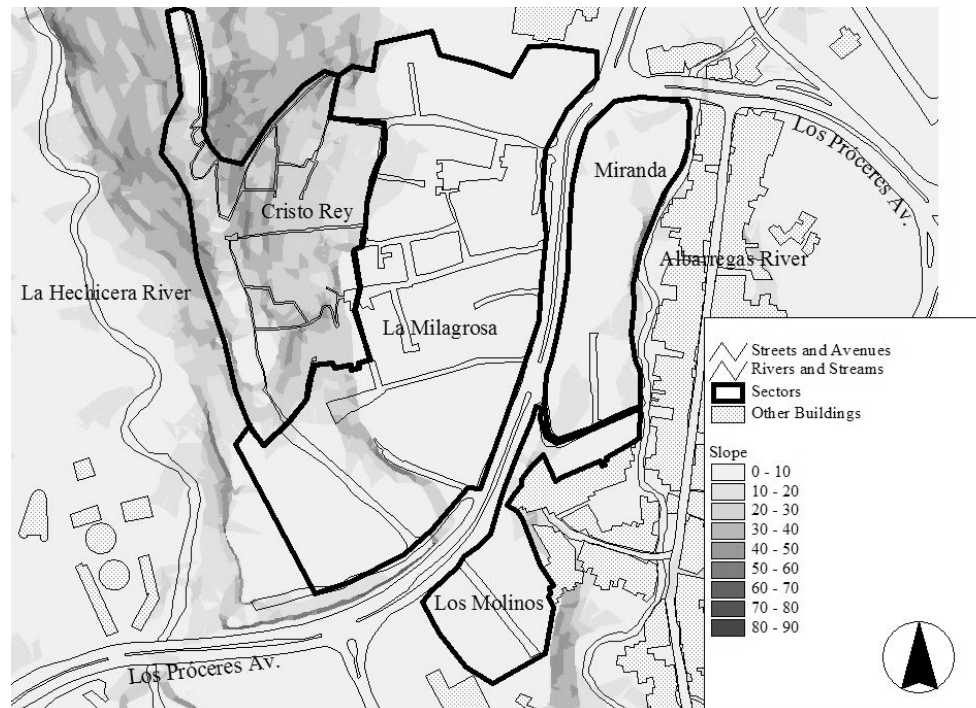 Los Próceres Av.
Miranda
Cristo Rey
Albarregas River
La Hechicera River
La Milagrosa
Streets and Avenues
Rivers and Streams
Sectors
Other Buildings
Slope
0 - 10
10 - 20
20 - 30
30 - 40
40 - 50
50 - 60
60 - 70
70 - 80
80 - 90
Los Molinos
Los Próceres Av.